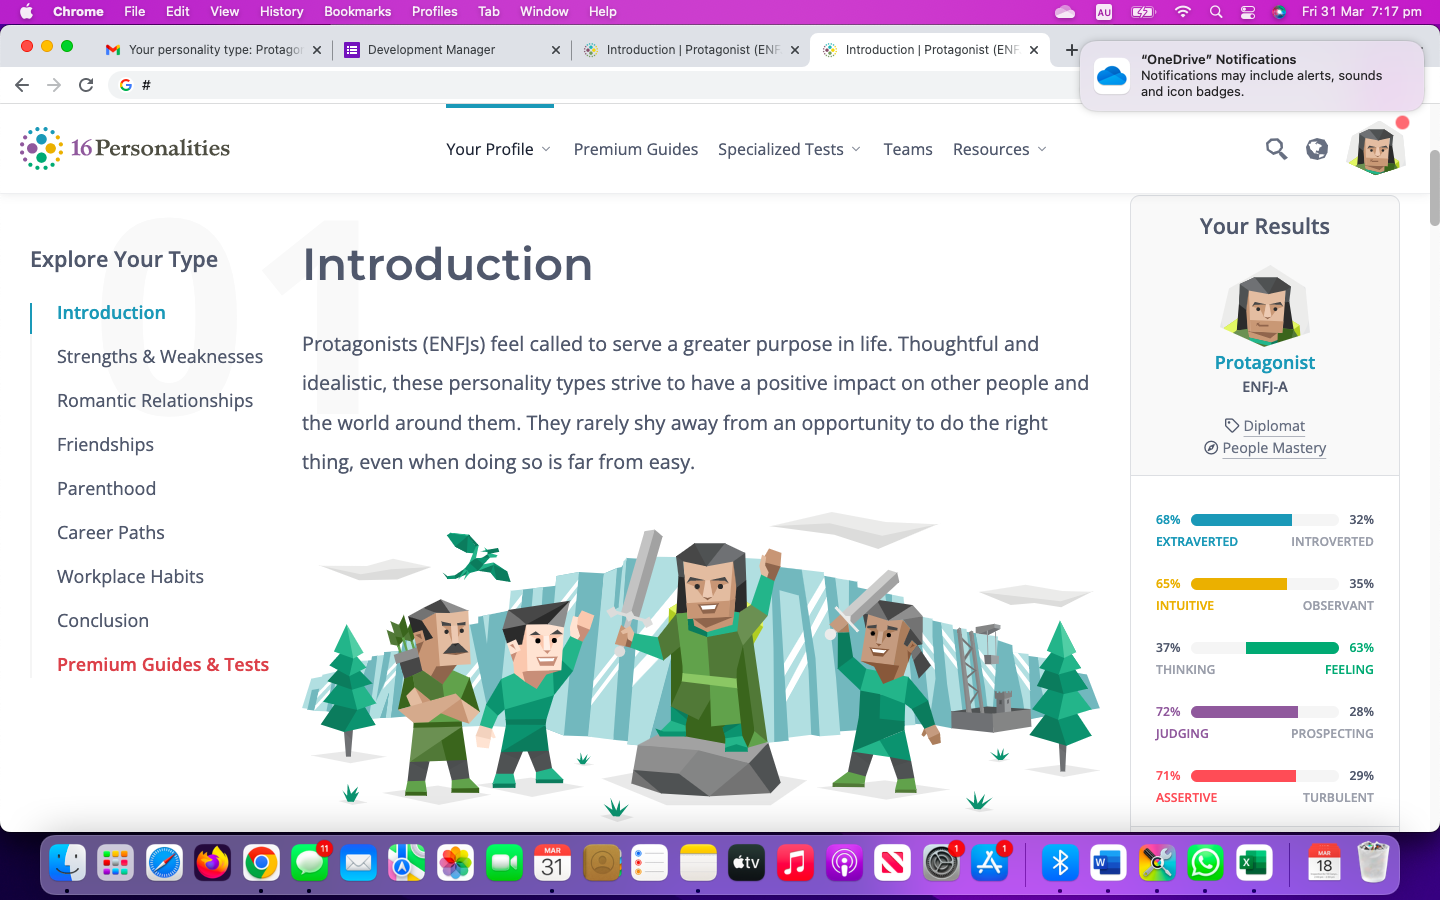 Chrome File Edit View History Bookmarks Profiles Tab Window Help
AU
Fri 31 Mar 7:17 pm
Your personality type: Protagor
Development Manager
Introduction | Protagonist (ENF
Introduction | Protagonist (ENF
#
“OneDrive” Notifications
Notifications may include alerts, sounds
and icon badges.
16Personalities
Your Profile Premium Guides Specialized Tests Teams Resources
01
Explore Your Type
Introduction
Strengths & Weaknesses
Romantic Relationships
Friendships
Parenthood
Career Paths
Workplace Habits
Conclusion
Premium Guides & Tests
Introduction
Protagonists (ENFJs) feel called to serve a greater purpose in life. Thoughtful and
idealistic, these personality types strive to have a positive impact on other people and
the world around them. They rarely shy away from an opportunity to do the right
thing, even when doing so is far from easy.
Your Results
Protagonist
ENFJ-A
Diplomat
People Mastery
68% 32%
EXTRAVERTED INTROVERTED
65% 35%
INTUITIVE OBSERVANT
37% 63%
THINKING FEELING
72% 28%
JUDGING PROSPECTING
71% 29%
ASSERTIVE TURBULENT
11
MAR
31
tv
1
1
W
X
MAR
18